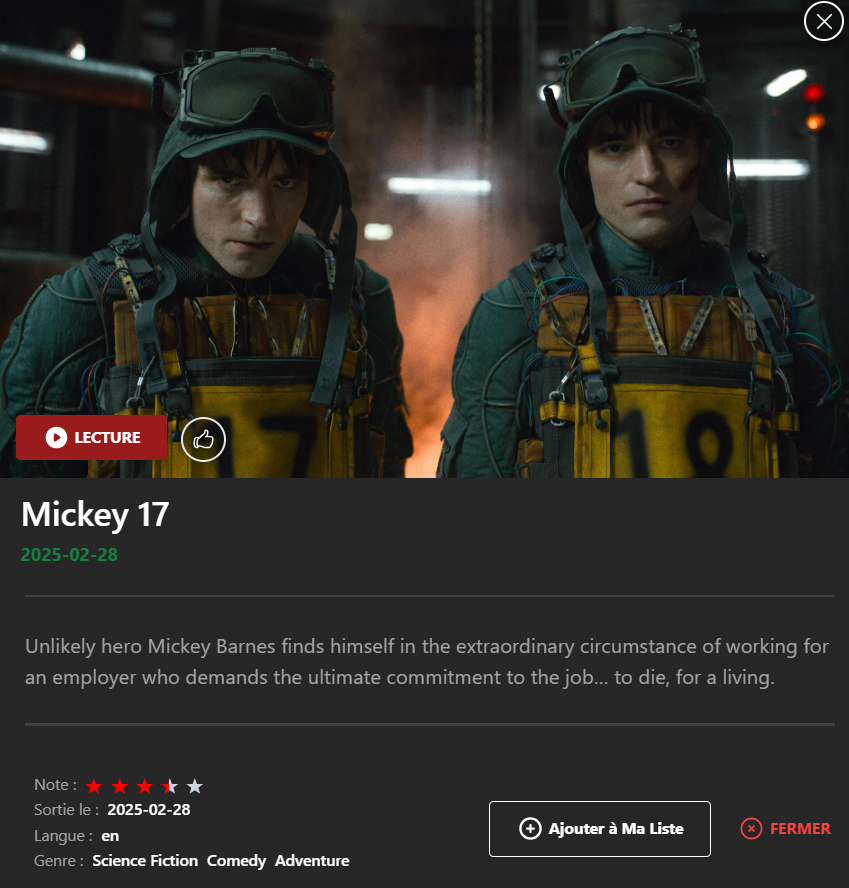 17
18
LECTURE
Mickey 17
2025-02-28
Unlikely hero Mickey Barnes finds himself in the extraordinary circumstance of working for
an employer who demands the ultimate commitment to the job... to die, for a living.
Note :
Sortie le : 2025-02-28
Langue : en
Genre : Science Fiction Comedy Adventure
Ajouter à Ma Liste
FERMER